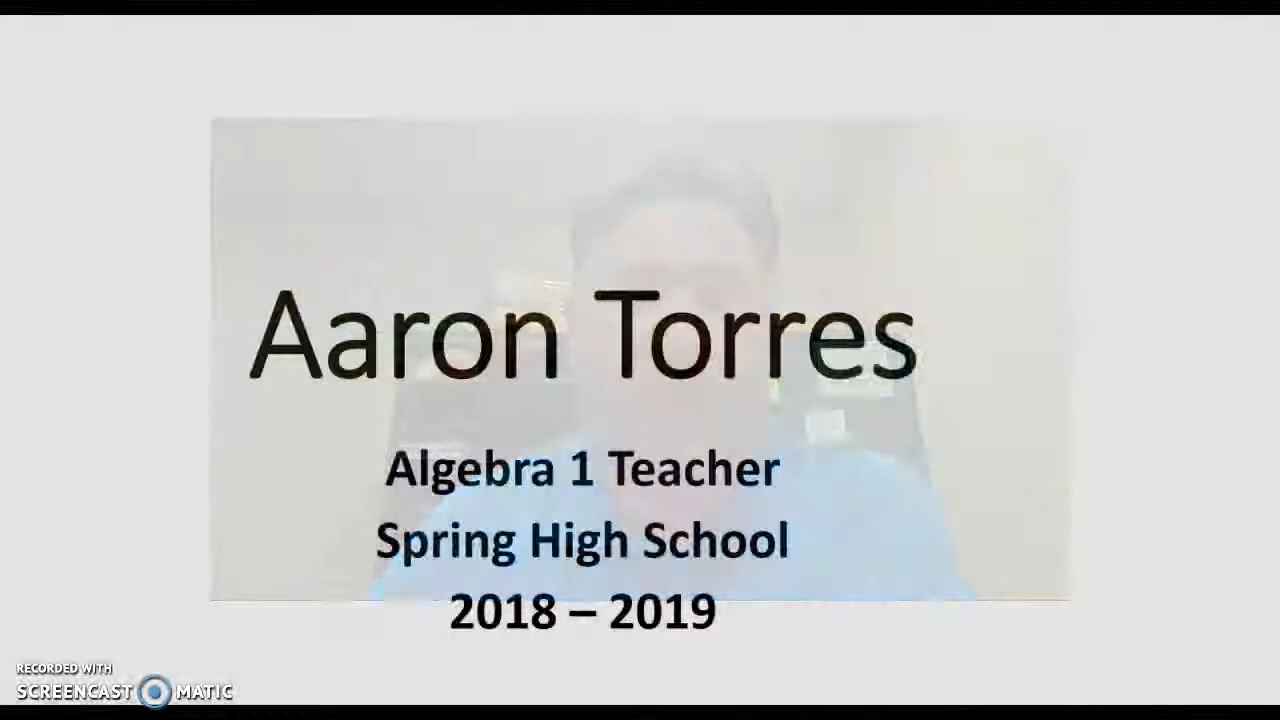 Aaron Torres
Algebra 1 Teacher
Spring High School
2018 – 2019
RECORDED WITH
SCREENCAST MATIC